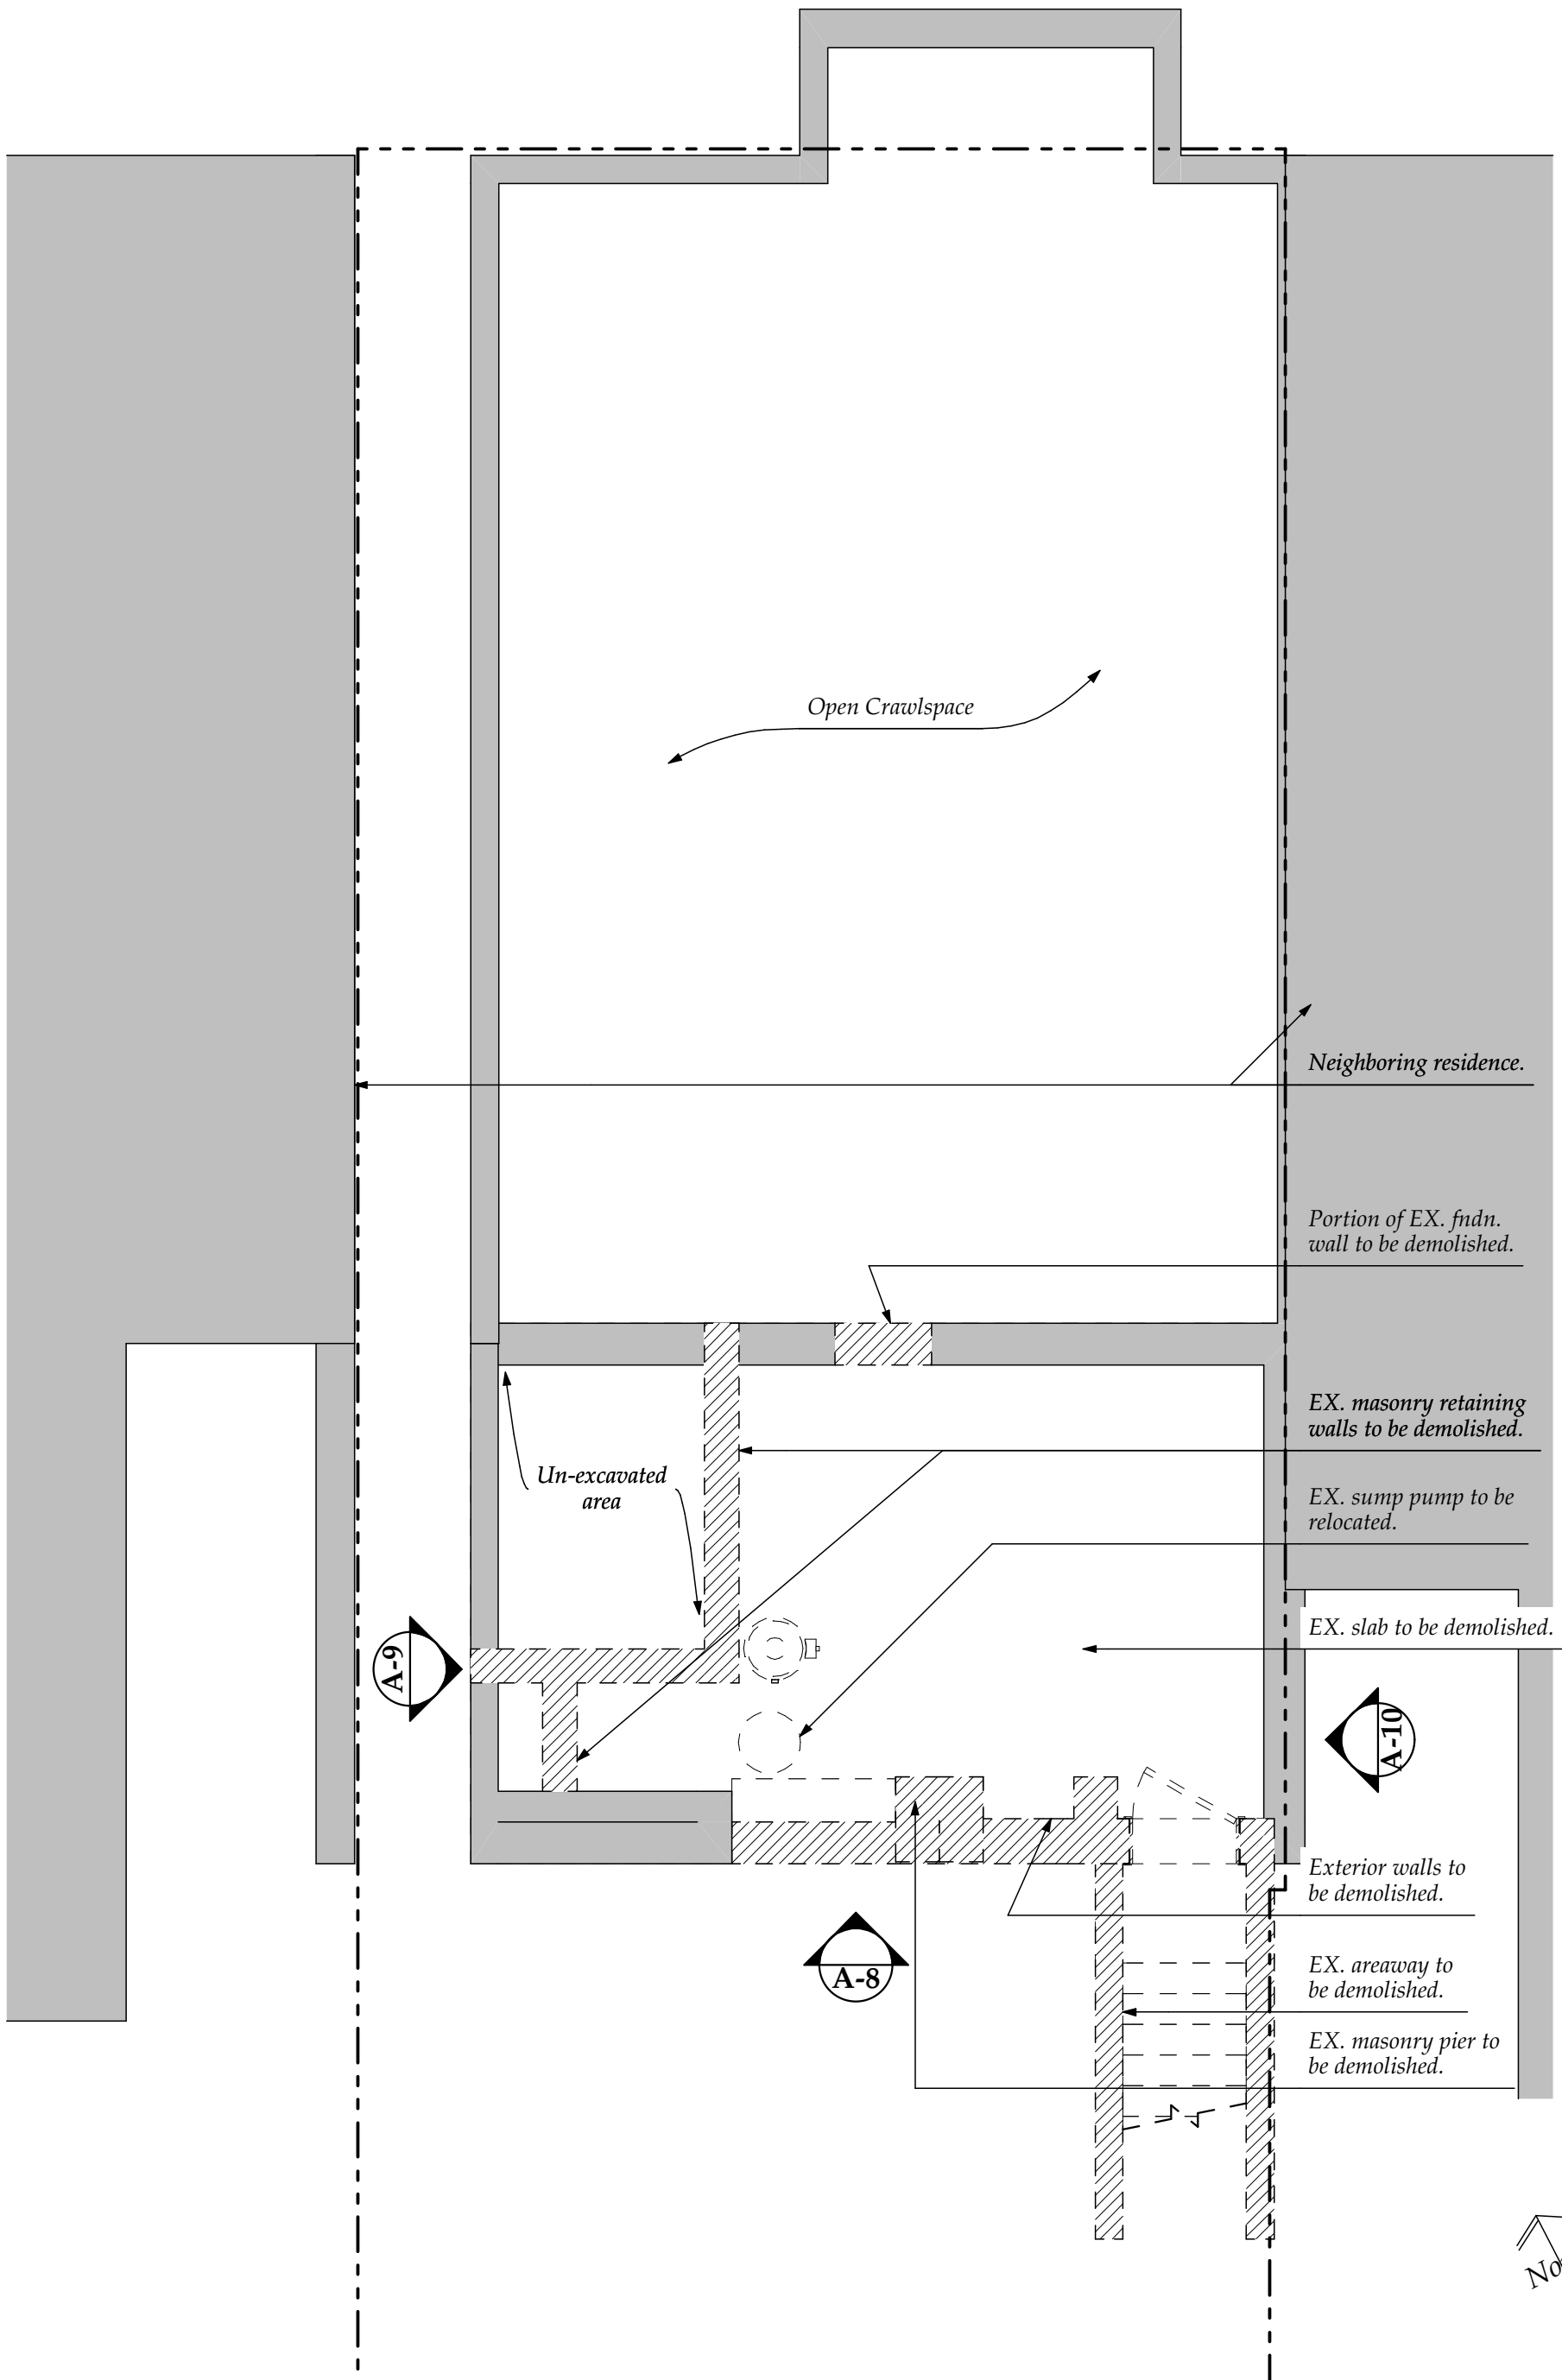 Open Crawlspace
Neighboring residence.
Portion of EX. fndn.
wall to be demolished.
EX. masonry retaining
walls to be demolished.
Un-excavated
area
EX. sump pump to be
relocated.
EX. slab to be demolished.
A-9
A-10
Exterior walls to
be demolished.
A-8
EX. areaway to
be demolished.
EX. masonry pier to
be demolished.